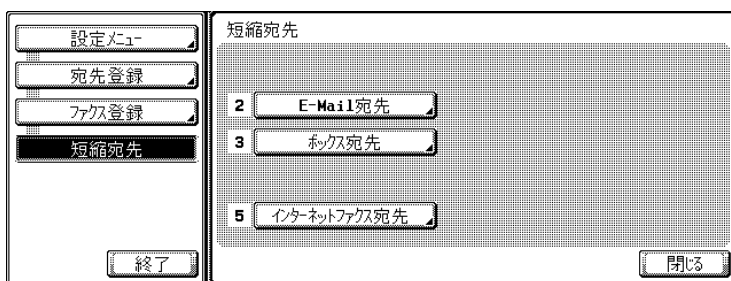 設定メニュー
宛先登録
ファクス登録
短縮宛先
終了
短縮宛先
2 E-Mail宛先
3 ボックス宛先
5 インターネットファクス宛先
閉じる